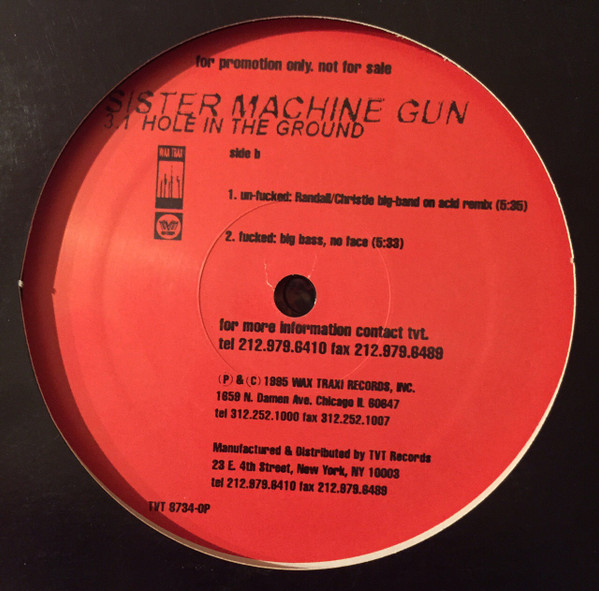 for promotion only. not for sale
SISTER MACHINE GUN
3.1 HOLE IN THE GROUND
side b
WAX TRAX!
1. un-fucked: Randall/Christie big-band on acid remix (5:35)
2. fucked: big bass, no face (5:33)
for more information contact tvt.
tel 212.979.6410 fax 212.979.6489
(P) & (C) 1995 WAX TRAX! RECORDS, INC.
1659 N. Damen Ave. Chicago IL 60647
tel 312.252.1000 fax 312.252.1007
Manufactured & Distributed by TVT Records
23 E. 4th Street, New York, NY 10003
tel 212.979.6410 fax 212.979.6489
TVT 8734-0P